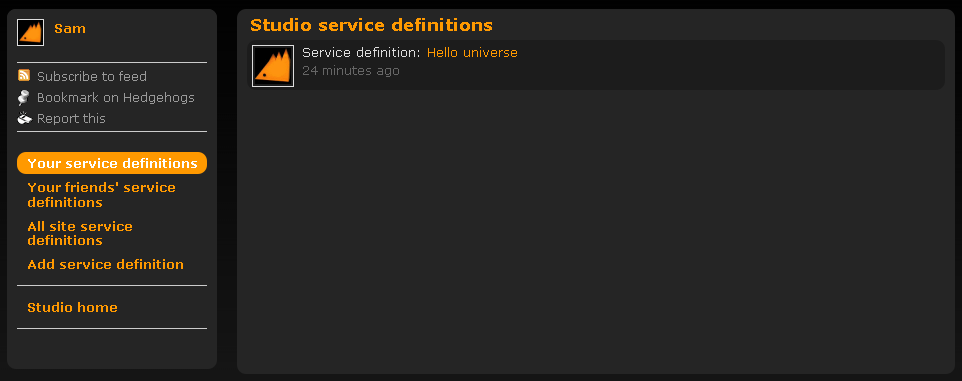 Sam
Subscribe to feed
Bookmark on Hedgehogs
Report this
Your service definitions
Your friends' service
definitions
All site service
definitions
Add service definition
Studio home
Studio service definitions
Service definition: Hello universe
24 minutes ago